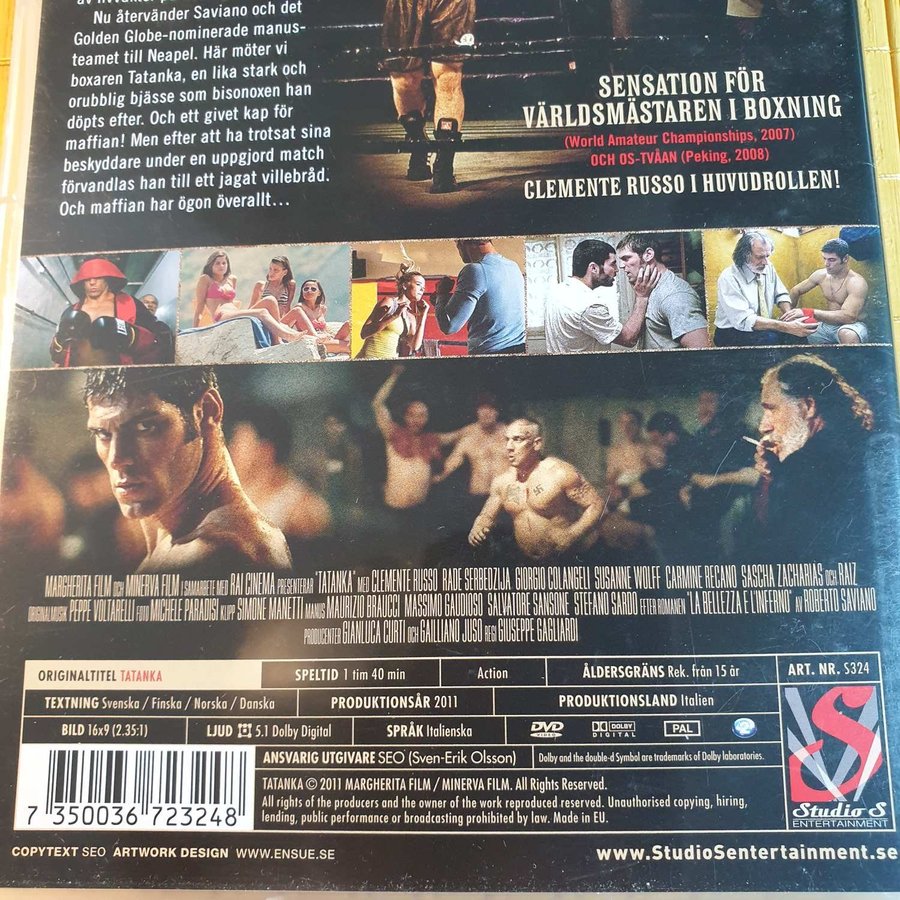 av livvakter
Nu återvänder Saviano och det
Golden Globe-nominerade manus-
teamet till Neapel. Här möter vi
boxaren Tatanka, en lika stark och
orubblig bjässe som bisonoxen han
döpts efter. Och ett givet kap för
maffian! Men efter att ha trotsat sina
beskyddare under en uppgjord match
förvandlas han till ett jagat villebråd.
Och maffian har ögon överallt...
SENSATION FÖR
VÄRLDSMÄSTAREN I BOXNING
(World Amateur Championships, 2007)
OCH OS-TVÅAN (Peking, 2008)
CLEMENTE RUSSO I HUVUDROLLEN!
MARGHERITA FILM OCH MINERVA FILM I SAMARBETE MED RAI CINEMA PRESENTERAR "TATANKA" MED CLEMENTE RUSSO RADE SERBEDZIJA GIORGIO COLANGELI SUSANNE WOLFF CARMINE RECANO SASCHA ZACHARIAS OCH RAIZ
ORIGINALMUSIK PEPPE VOLTARELLI FOTO MICHELE PARADISI KLIPP SIMONE MANETTI MANUS MAURIZIO BRAUCCI MASSIMO GAUDIOSO SALVATORE SANSONE STEFANO SARDO EFTER ROMANEN "LA BELLEZZA E L'INFERNO" AV ROBERTO SAVIANO
PRODUCENTER GIANLUCA CURTI OCH GAILLIANO JUSO REGI GIUSEPPE GAGLIARDI
ORIGINALTITEL TATANKA SPELTID 1 tim 40 min Action ÅLDERSGRÄNS Rek. från 15 år ART. NR. S324
TEXTNING Svenska / Finska / Norska / Danska PRODUKTIONSÅR 2011 PRODUKTIONSLAND Italien
BILD 16x9 (2.35:1) LJUD 5.1 Dolby Digital SPRÅK Italienska DVD VIDEO DOLBY DIGITAL PAL
ANSVARIG UTGIVARE SEO (Sven-Erik Olsson) Dolby and the double-d Symbol are trademarks of Dolby laboratories.
TATANKA © 2011 MARGHERITA FILM / MINERVA FILM. All Rights Reserved.
All rights of the producers and the owner of the work reproduced reserved. Unauthorised copying, hiring,
lending, public performance or broadcasting prohibited by law. Made in EU.
7 350036 723248
S
Studio S
ENTERTAINMENT
COPYTEXT SEO ARTWORK DESIGN WWW.ENSUE.SE
www.StudioSentertainment.se